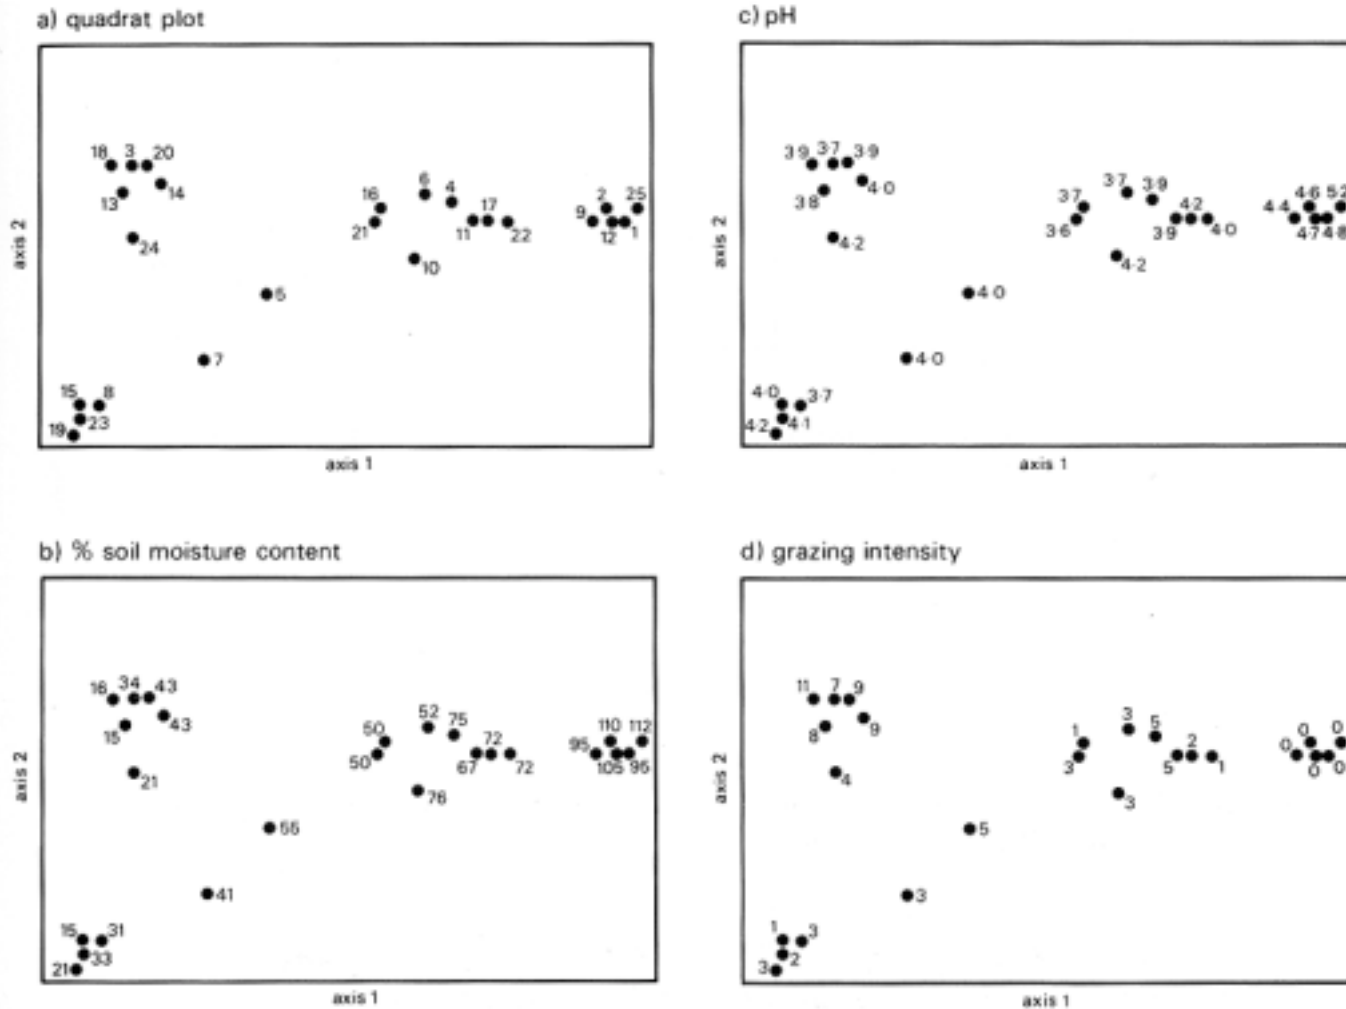 a) quadrat plot
18 3 20
13 14
24
16 6 4 17
21 11 22
10
2 25
9 12 1
5
7
15 8
19 23
axis 2
axis 1
c) pH
3·9 3·7 3·9
3·8 4·0
4·2
3·7 3·7 3·9 4·2
3·6 3·9 4·0
4·2
4·6 5·2
4·4 4·7 4·8
4·0
4·0
4·0 3·7
4·2 4·1
axis 2
axis 1
b) % soil moisture content
16 34 43
15 43
21
50 52 75 72
50 67 72
76
110 112
95 105 95
55
41
15 31
21 33
axis 2
axis 1
d) grazing intensity
11 7 9
8 9
4
1 3 5 2
3 5 1
3
0 0
0 0 0
5
3
1 3
3 2
axis 2
axis 1